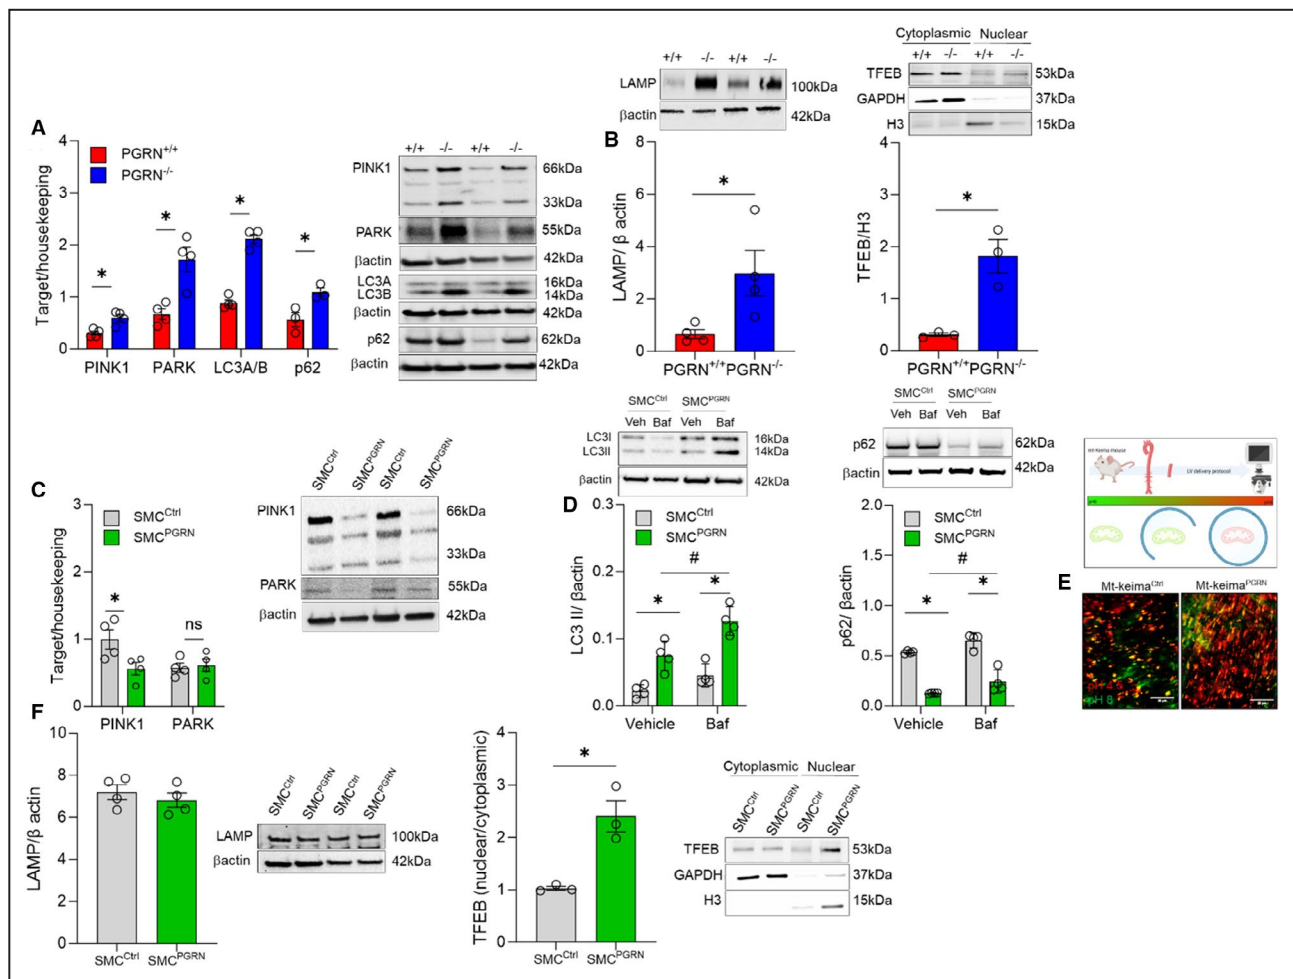 Cytoplasmic Nuclear
+/+ -/- +/+ -/-
TFEB 53kDa
GAPDH 37kDa
H3 15kDa
+/+ -/- +/+ -/-
LAMP 100kDa
βactin 42kDa
A
Target/housekeeping
4
3
2
1
0
PGRN+/+
PGRN-/-
*
*
*
*
PINK1 PARK LC3A/B p62
+/+ -/- +/+ -/-
PINK1 66kDa
33kDa
PARK 55kDa
βactin 42kDa
LC3A 16kDa
LC3B 14kDa
βactin 42kDa
p62 62kDa
βactin 42kDa
B
LAMP/ β actin
8
6
4
2
0
*
PGRN+/+ PGRN-/-
TFEB/H3
4
3
2
1
0
*
PGRN+/+ PGRN-/-
C
Target/housekeeping
3
2
1
0
SMCCtrl
SMCPGRN
*
ns
PINK1 PARK
SMCCtrl SMCPGRN SMCCtrl SMCPGRN
PINK1 66kDa
33kDa
PARK 55kDa
βactin 42kDa
SMCCtrl SMCPGRN
Veh Baf Veh Baf
LC3I 16kDa
LC3II 14kDa
βactin 42kDa
D
LC3 II/ βactin
0.3
0.2
0.1
0.0
SMCCtrl
SMCPGRN
#
*
*
Vehicle Baf
SMCCtrl SMCPGRN
Veh Baf Veh Baf
p62 62kDa
βactin 42kDa
p62/ βactin
2.0
1.5
1.0
0.5
0.0
SMCCtrl
SMCPGRN
#
*
*
Vehicle Baf
mt-Keima mouse
LV delivery protocol
E
Mt-keimaCtrl Mt-keimaPGRN
pH 8
F
LAMP/β actin
10
8
6
4
2
0
SMCCtrl SMCPGRN
SMCCtrl SMCPGRN SMCCtrl SMCPGRN
LAMP 100kDa
βactin 42kDa
TFEB (nuclear/cytoplasmic)
4
3
2
1
0
*
SMCCtrl SMCPGRN
Cytoplasmic Nuclear
SMCCtrl SMCPGRN SMCCtrl SMCPGRN
TFEB 53kDa
GAPDH 37kDa
H3 15kDa